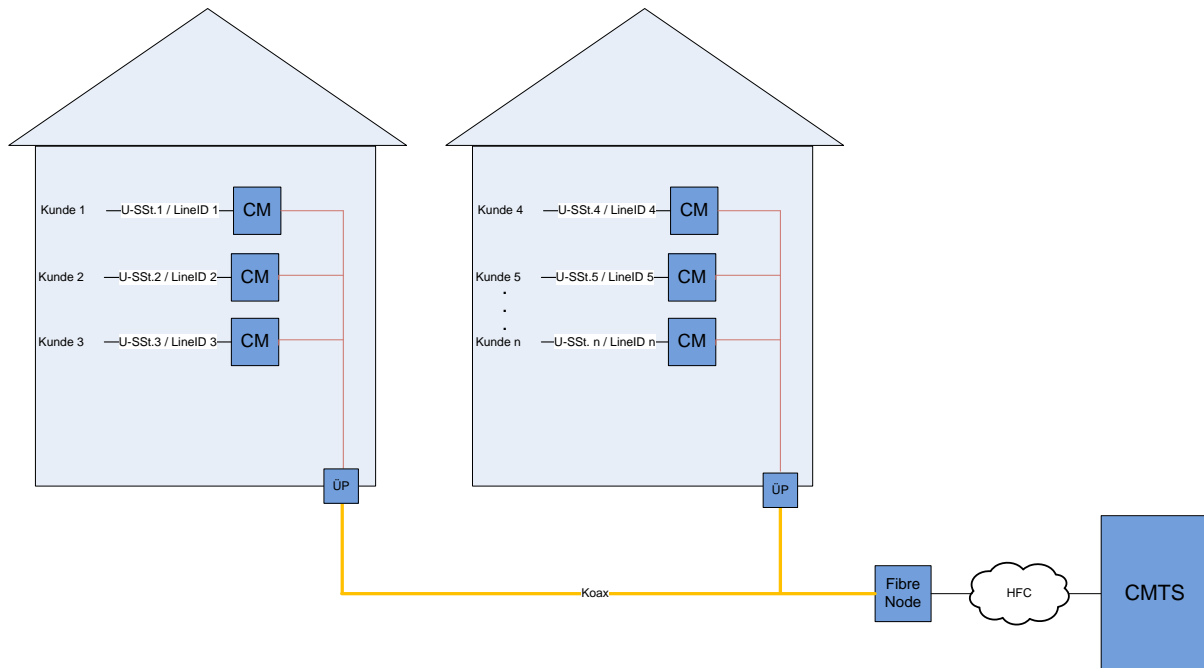 Kunde 1 U-SSt.1 / LineID 1 CM
Kunde 2 U-SSt.2 / LineID 2 CM
Kunde 3 U-SSt.3 / LineID 3 CM
ÜP
Kunde 4 U-SSt.4 / LineID 4 CM
Kunde 5 U-SSt.5 / LineID 5 CM
Kunde n U-SSt. n / LineID n CM
ÜP
Koax
Fibre
Node
HFC
CMTS